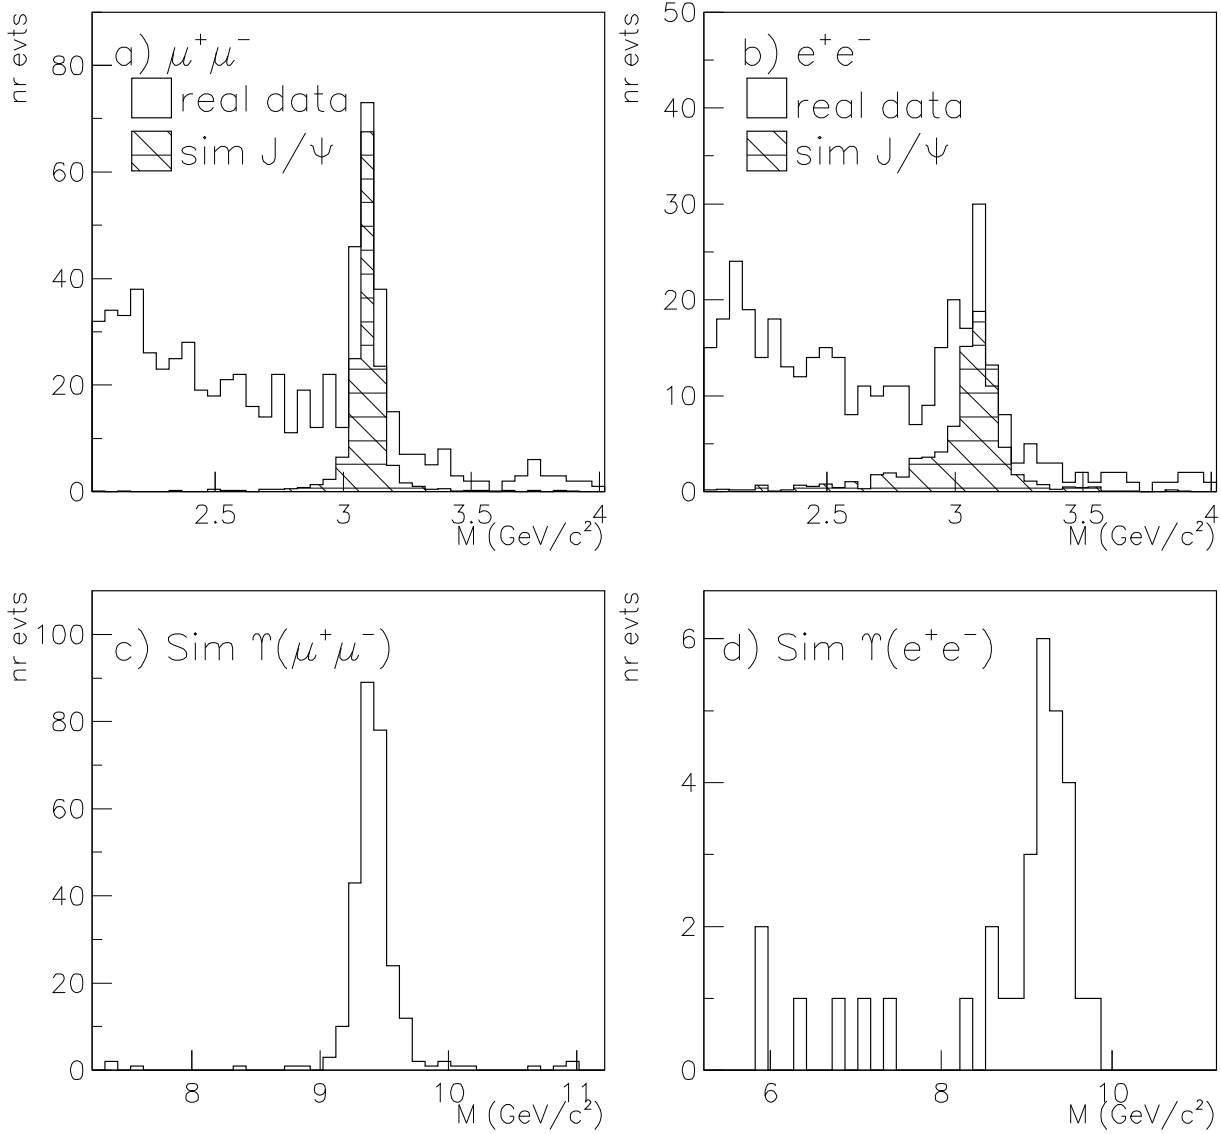 nr evts
80
60
40
20
0
a) μ⁺μ⁻
real data
sim J/Ψ
2.5
3
3.5
4
M (GeV/c²)
nr evts
50
40
30
20
10
0
b) e⁺e⁻
real data
sim J/Ψ
2.5
3
3.5
4
M (GeV/c²)
nr evts
100
80
60
40
20
0
c) Sim ϒ(μ⁺μ⁻)
8
9
10
11
M (GeV/c²)
nr evts
6
4
2
0
d) Sim ϒ(e⁺e⁻)
6
8
10
M (GeV/c²)